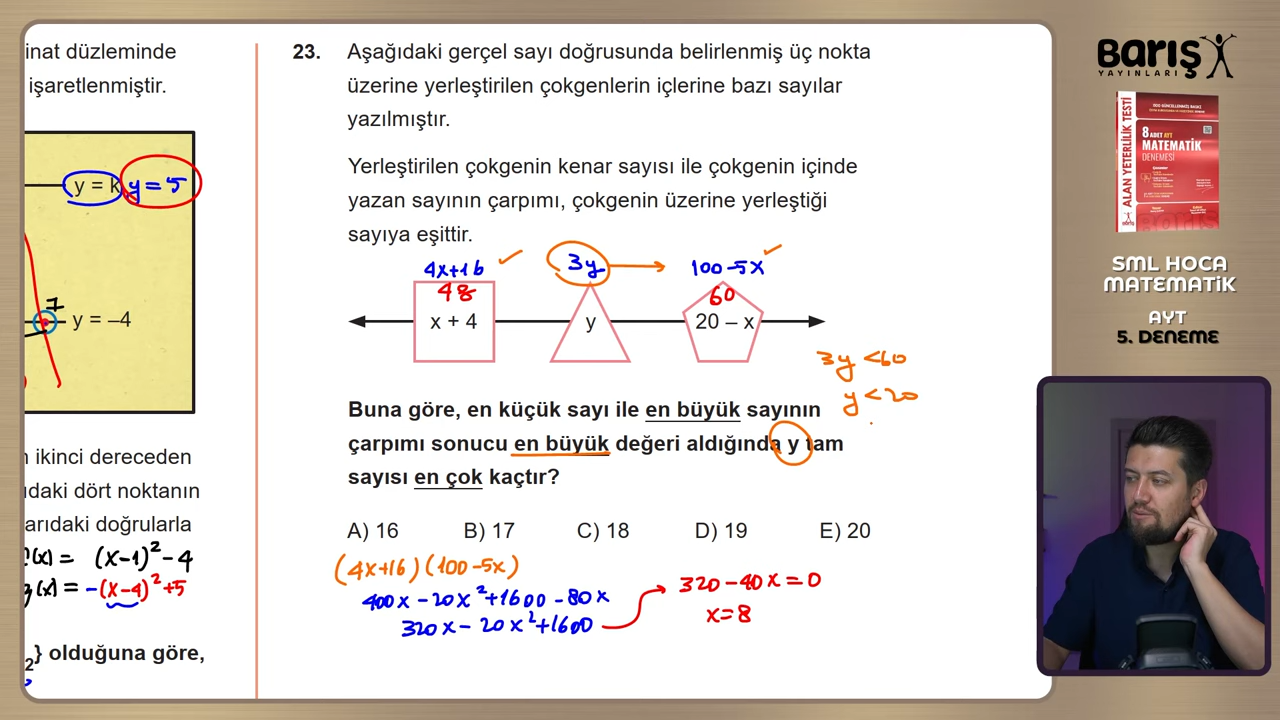 inat düzleminde
işaretlenmiştir.
y = k y = 5
7
y = –4
n ikinci dereceden
daki dört noktanın
arıdaki doğrularla
(x) = (x-1)² - 4
(x) = -(x-4)² + 5
} olduğuna göre,
23. Aşağıdaki gerçel sayı doğrusunda belirlenmiş üç nokta
üzerine yerleştirilen çokgenlerin içlerine bazı sayılar
yazılmıştır.
Yerleştirilen çokgenin kenar sayısı ile çokgenin içinde
yazan sayının çarpımı, çokgenin üzerine yerleştiği
sayıya eşittir.
4x+16 3y 100-5x
48 60
x + 4 y 20 – x
3y < 60
y < 20
Buna göre, en küçük sayı ile en büyük sayının
çarpımı sonucu en büyük değeri aldığında y tam
sayısı en çok kaçtır?
A) 16 B) 17 C) 18 D) 19 E) 20
(4x+16)(100-5x)
400x - 20x² + 1600 - 80x
320x - 20x² + 1600
320 - 40x = 0
x = 8
BARIŞ
YAYINLARI
ALAN YETERLİLİK TESTİ
8 ADET AYT
MATEMATİK
DENEMESİ
SML HOCA
MATEMATİK
AYT
5. DENEME